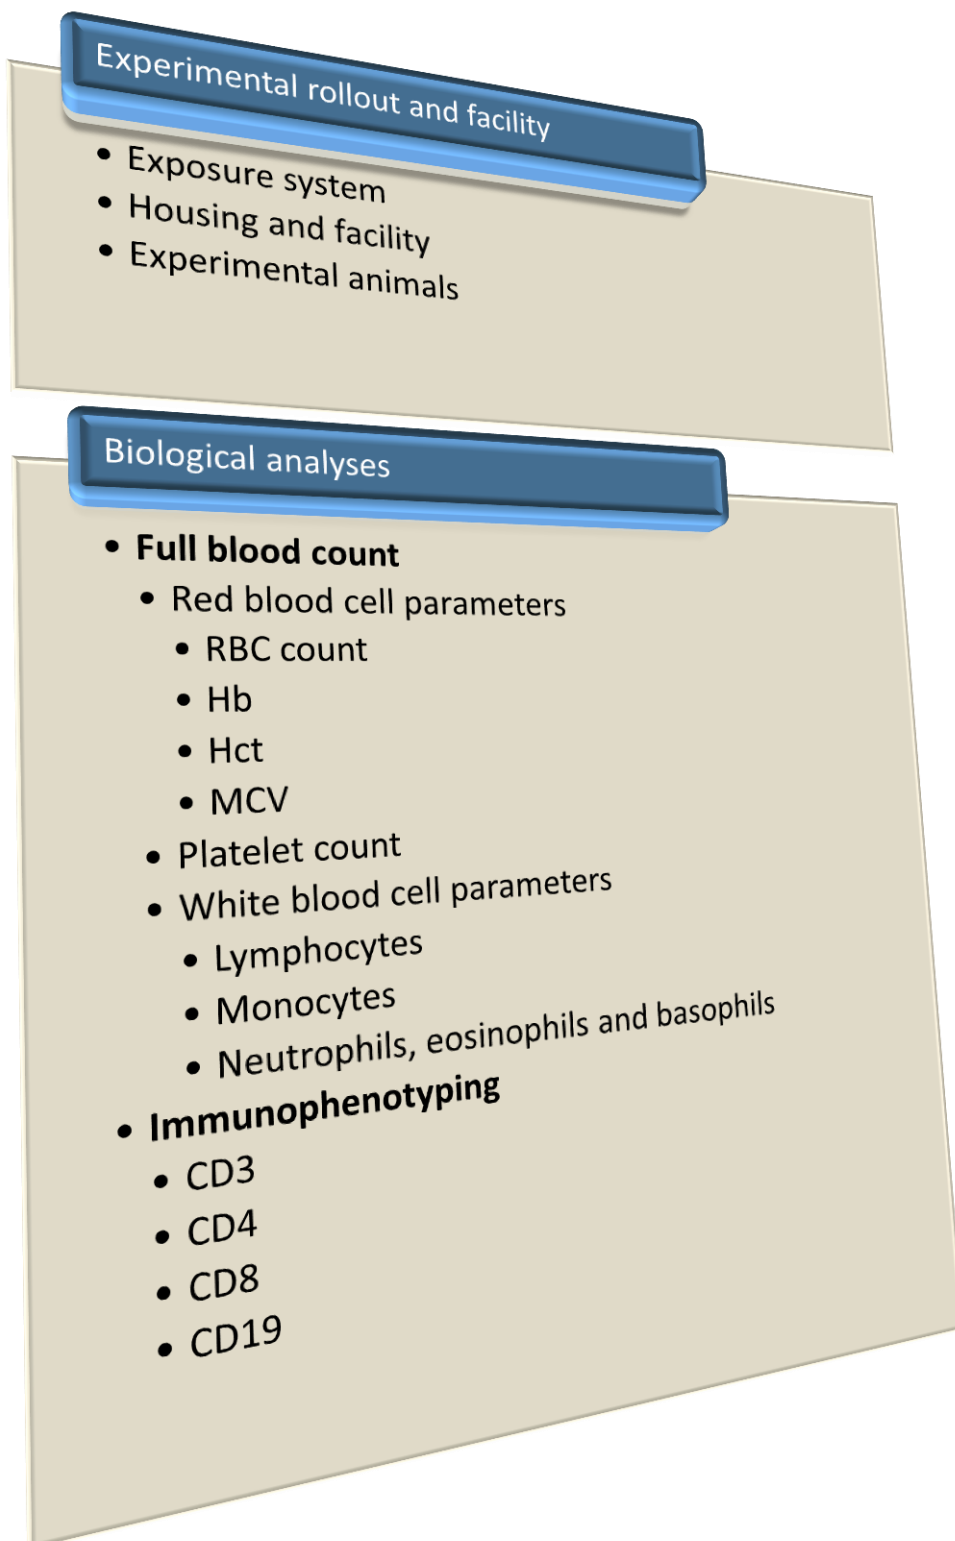 Experimental rollout and facility
• Exposure system
• Housing and facility
• Experimental animals
Biological analyses
• Full blood count
• Red blood cell parameters
• RBC count
• Hb
• Hct
• MCV
• Platelet count
• White blood cell parameters
• Lymphocytes
• Monocytes
• Neutrophils, eosinophils and basophils
• Immunophenotyping
• CD3
• CD4
• CD8
• CD19